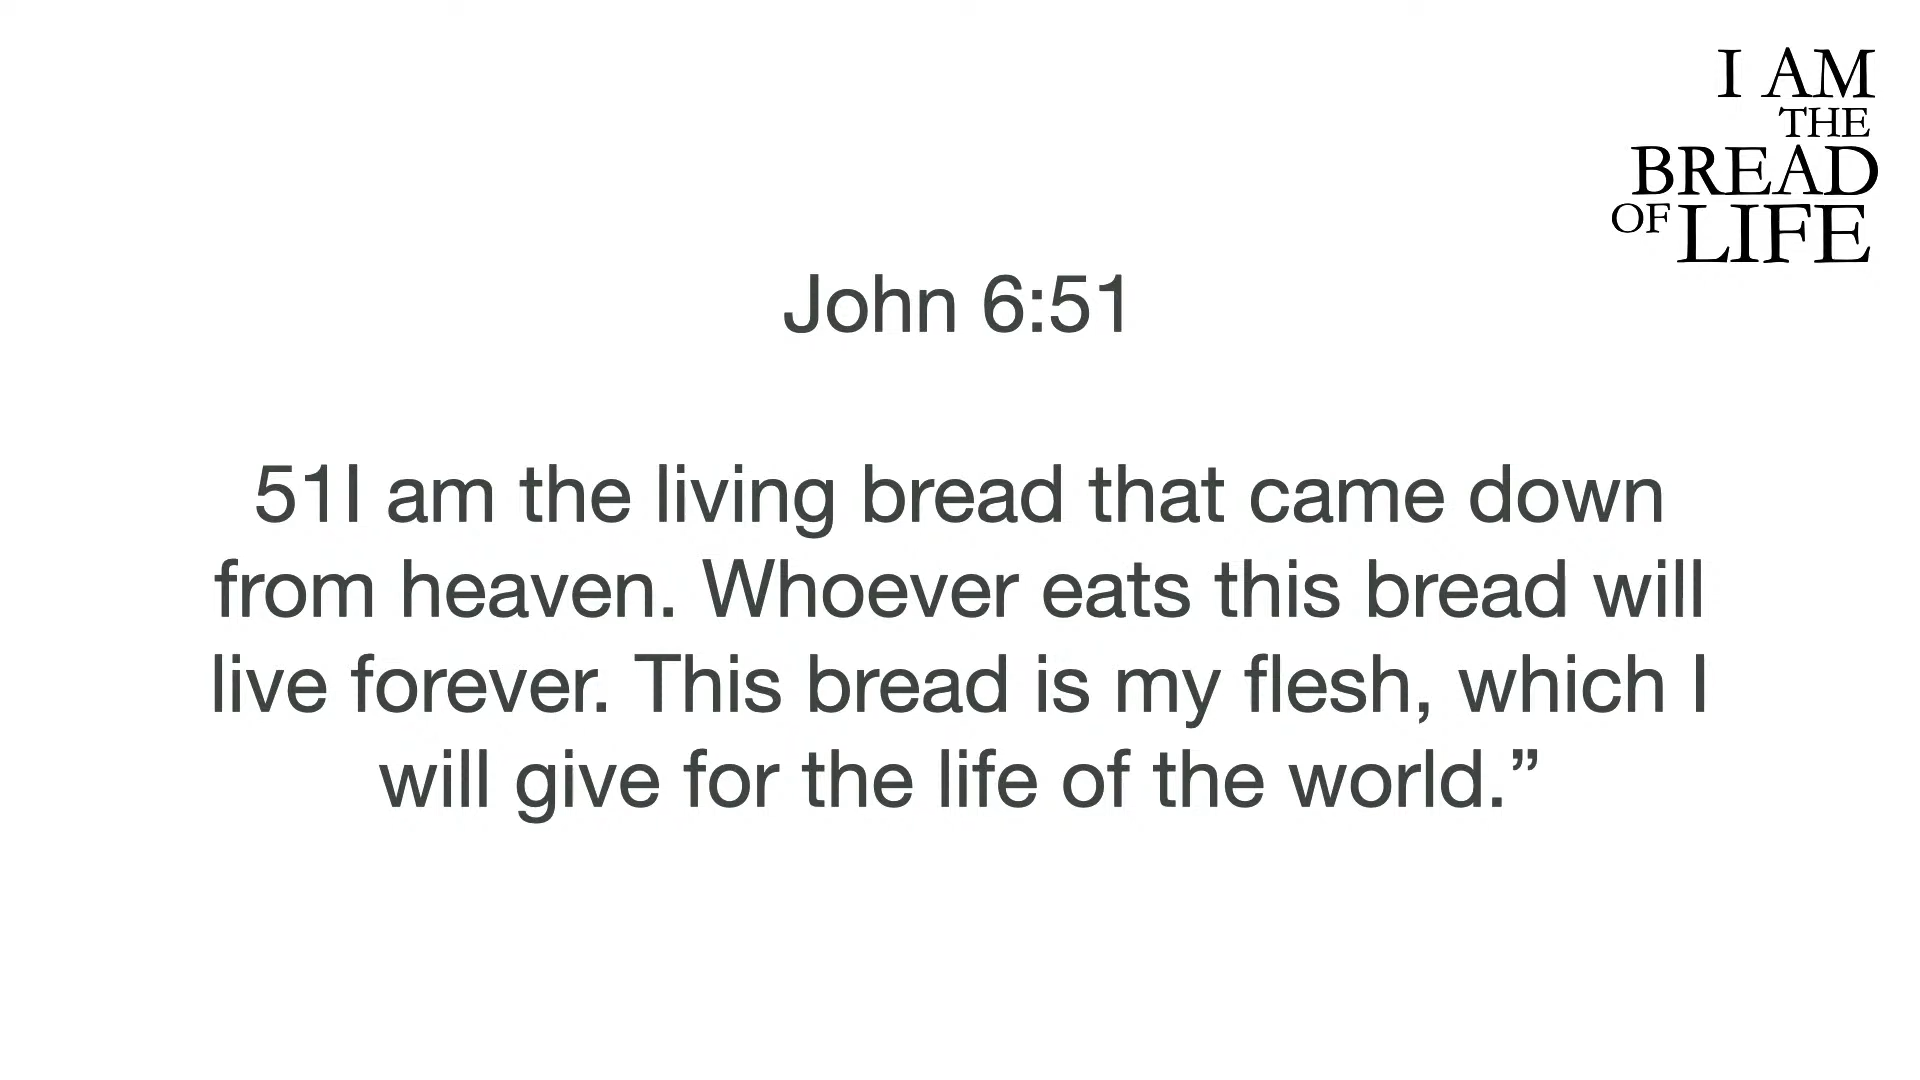 I AM
THE
BREAD
OF LIFE
John 6:51
51I am the living bread that came down
from heaven. Whoever eats this bread will
live forever. This bread is my flesh, which I
will give for the life of the world.”